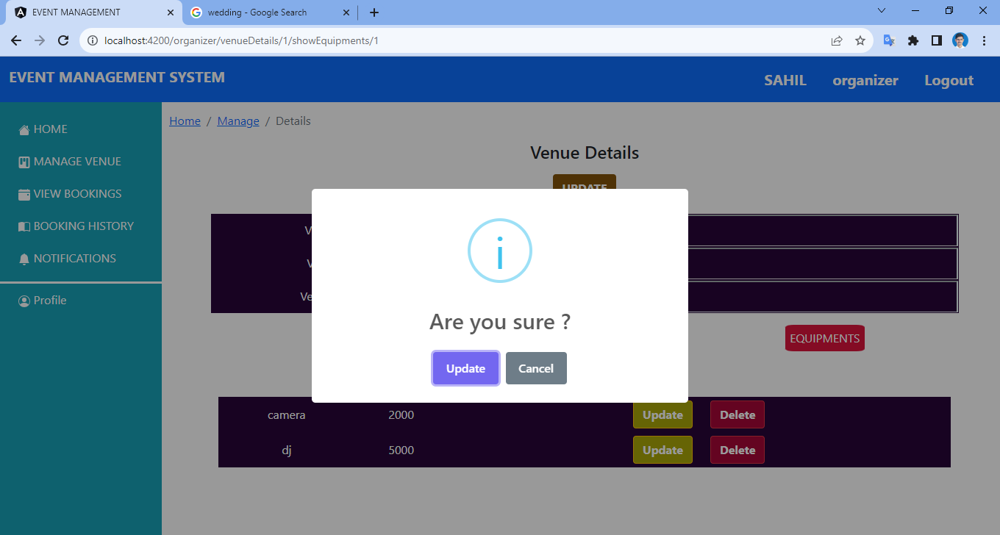 EVENT MANAGEMENT
wedding - Google Search
localhost:4200/organizer/venueDetails/1/showEquipments/1
EVENT MANAGEMENT SYSTEM
SAHIL organizer Logout
HOME
MANAGE VENUE
VIEW BOOKINGS
BOOKING HISTORY
NOTIFICATIONS
Profile
Home / Manage / Details
Venue Details
UPDATE
EQUIPMENTS
i
Are you sure ?
Update Cancel
camera 2000 Update Delete
dj 5000 Update Delete